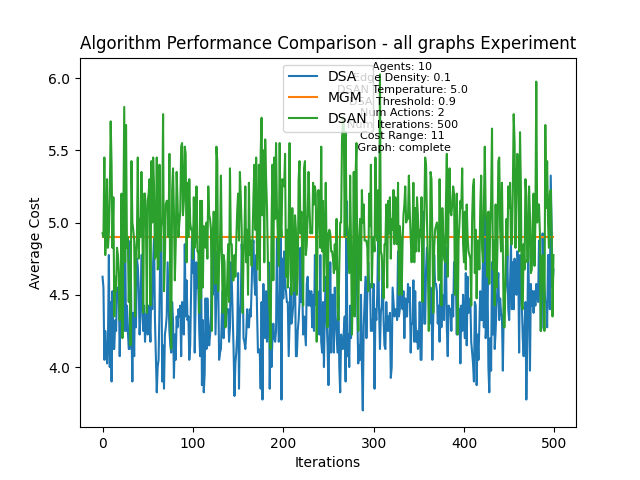 Algorithm Performance Comparison - all graphs Experiment
Agents: 10
Edge Density: 0.1
DSAN Temperature: 5.0
DSA Threshold: 0.9
Num Actions: 2
Num Iterations: 500
Cost Range: 11
Graph: complete
DSA
MGM
DSAN
Average Cost
6.0
5.5
5.0
4.5
4.0
0 100 200 300 400 500
Iterations